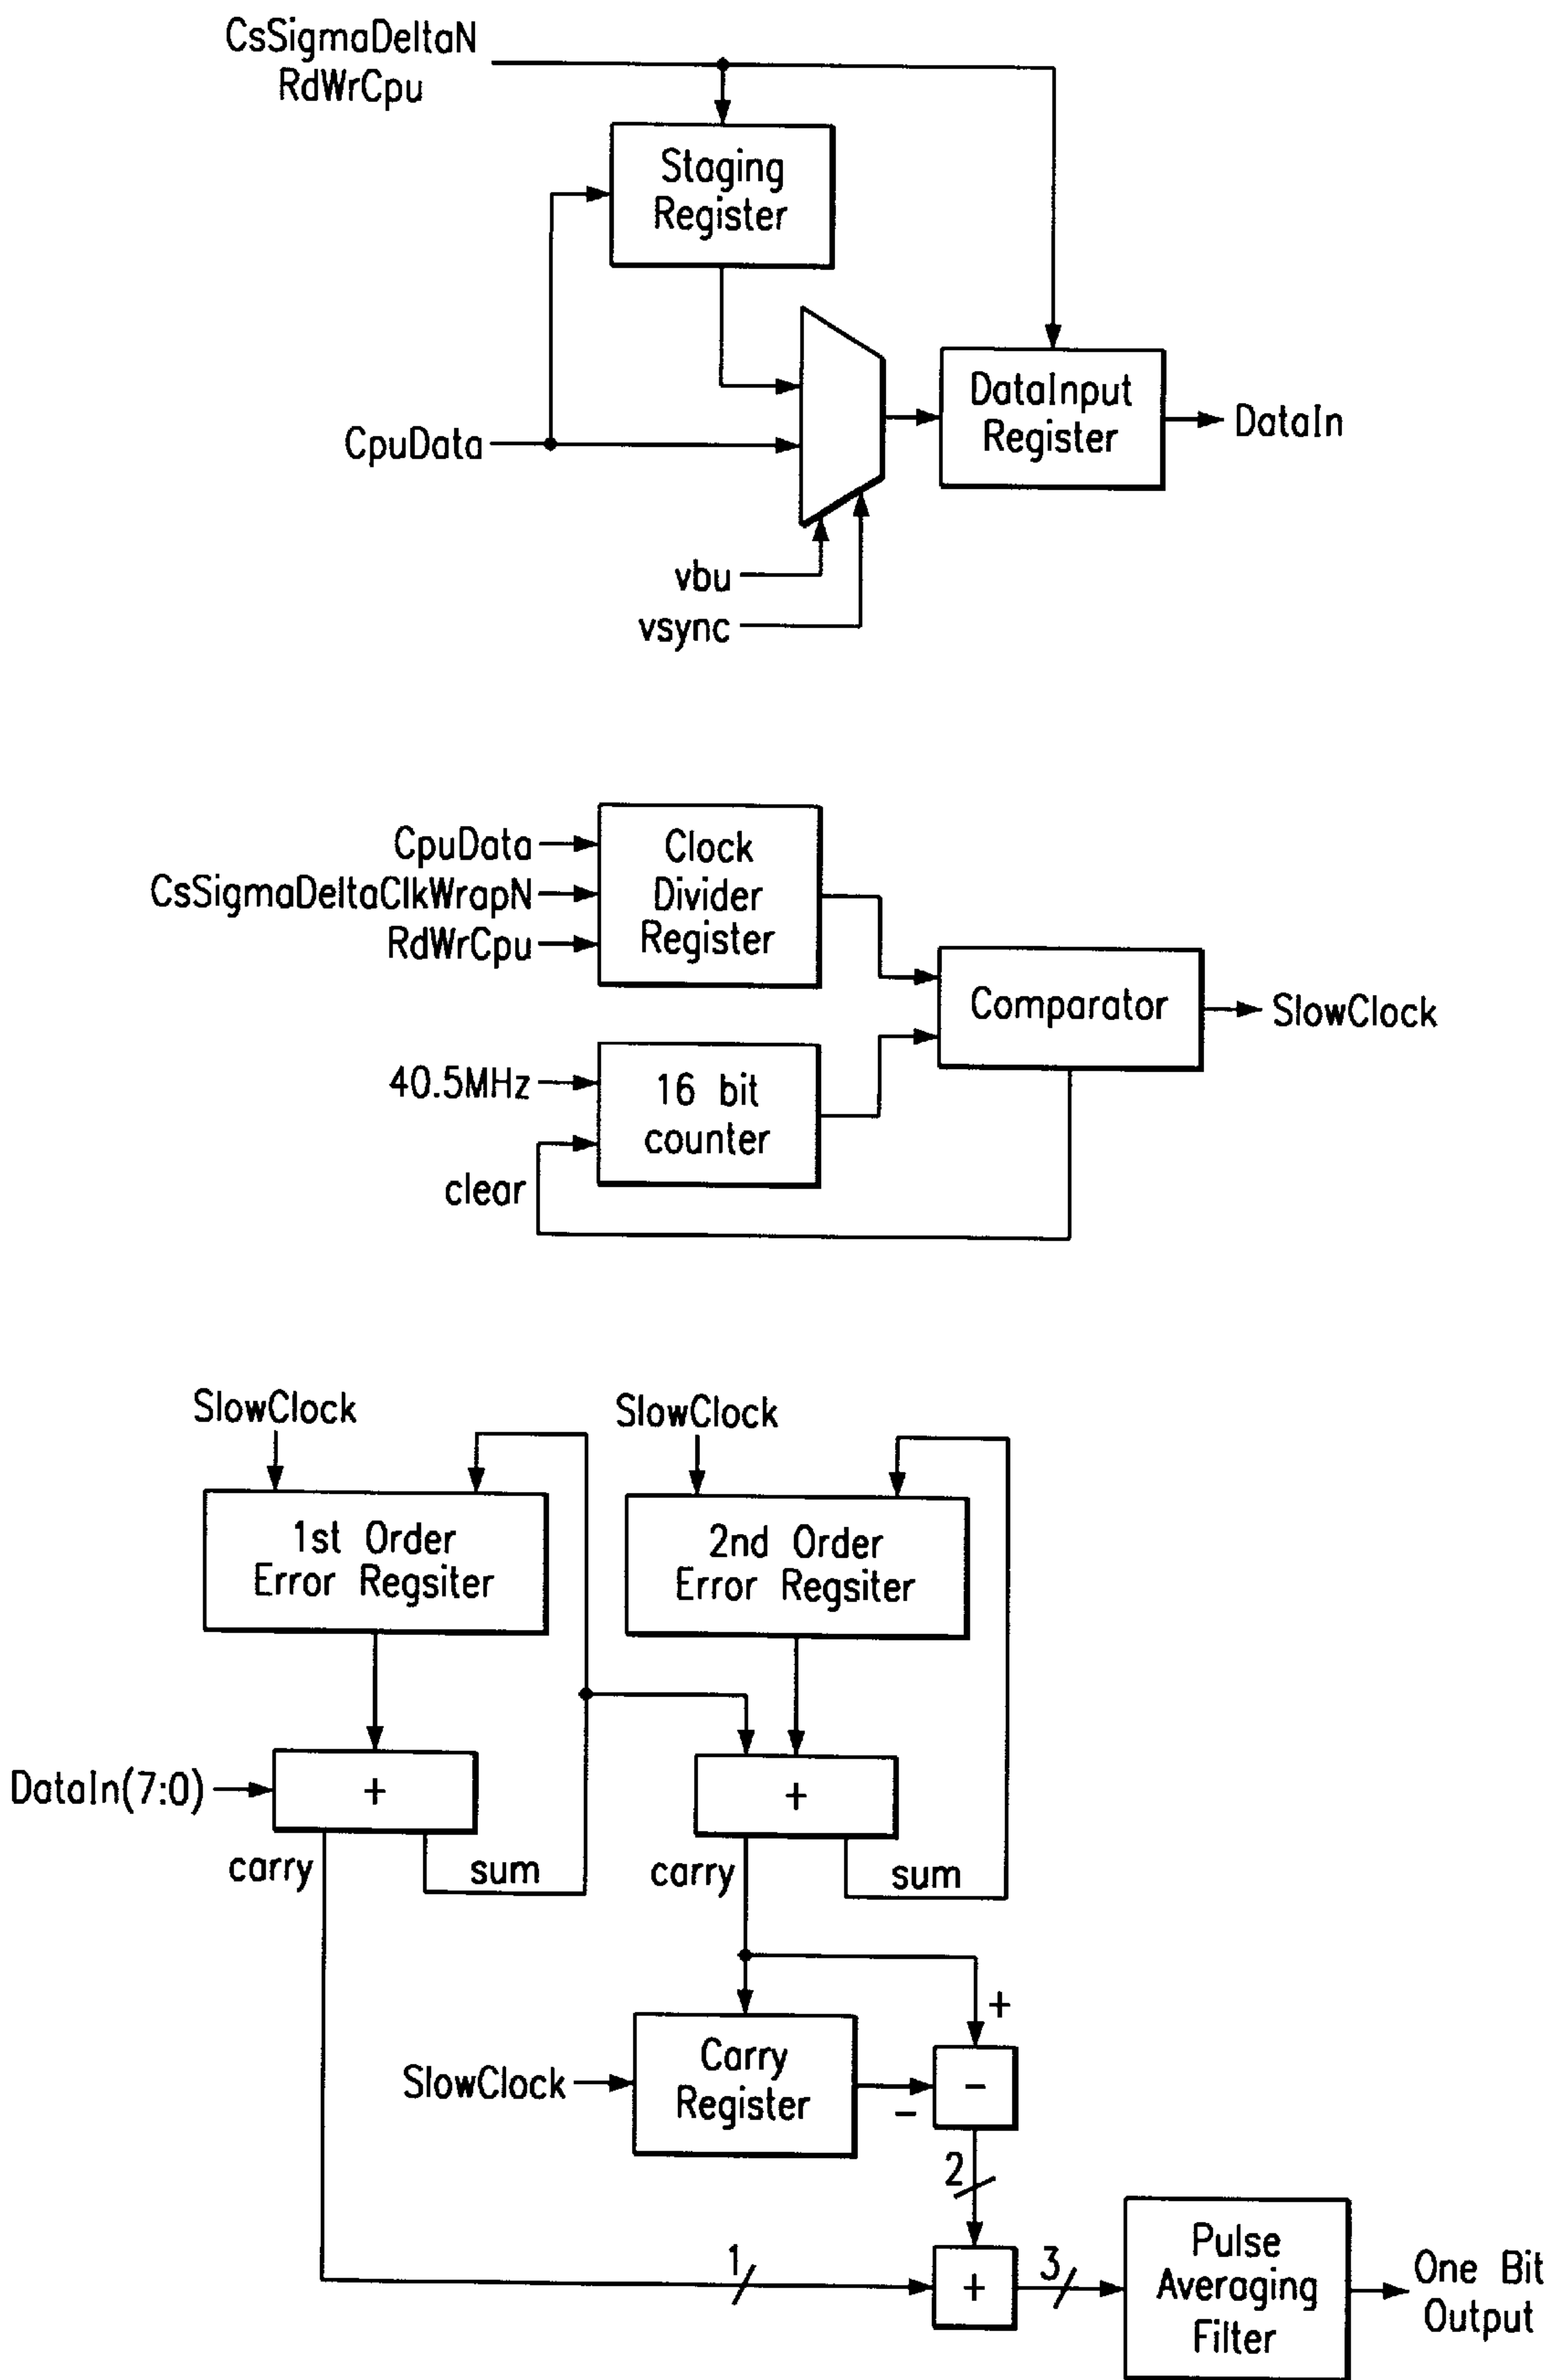 CsSigmaDeltaN
RdWrCpu
Staging
Register
CpuData
DataInput
Register
DataIn
vbu
vsync
CpuData
CsSigmaDeltaClkWrapN
RdWrCpu
Clock
Divider
Register
Comparator
SlowClock
40.5MHz
16 bit
counter
clear
SlowClock
SlowClock
1st Order
Error Regsiter
2nd Order
Error Regsiter
DataIn(7:0)
+
+
carry
sum
carry
sum
+
SlowClock
Carry
Register
-
-
2
1
+
3
Pulse
Averaging
Filter
One Bit
Output